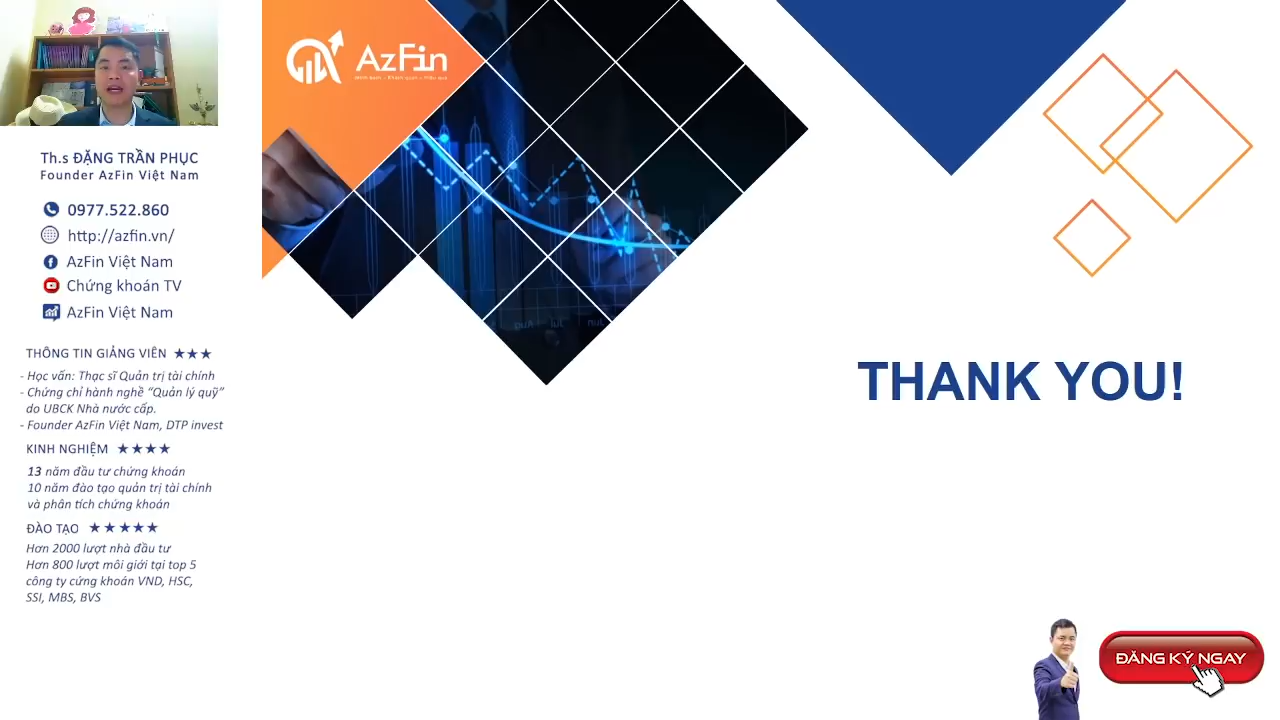 Th.s ĐẶNG TRẦN PHỤC
Founder AzFin Việt Nam
0977.522.860
http://azfin.vn/
AzFin Việt Nam
Chứng khoán TV
AzFin Việt Nam
THÔNG TIN GIẢNG VIÊN ★★★
- Học vấn: Thạc sĩ Quản trị tài chính
- Chứng chỉ hành nghề “Quản lý quỹ”
do UBCK Nhà nước cấp.
- Founder AzFin Việt Nam, DTP invest
KINH NGHIỆM ★★★★
13 năm đầu tư chứng khoán
10 năm đào tạo quản trị tài chính
và phân tích chứng khoán
ĐÀO TẠO ★★★★★
Hơn 2000 lượt nhà đầu tư
Hơn 800 lượt môi giới tại top 5
công ty cứng khoán VND, HSC,
SSI, MBS, BVS
AzFin
THANK YOU!
ĐĂNG KÝ NGAY